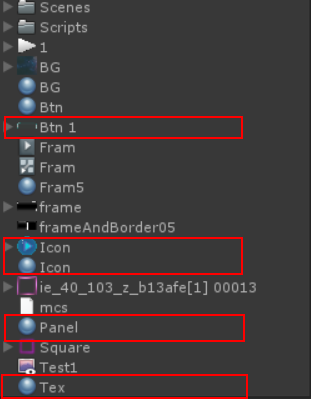 Scenes
Scripts
1
BG
BG
Btn
Btn 1
Fram
Fram
Fram5
frame
frameAndBorder05
Icon
Icon
ie_40_103_z_b13afe[1] 00013
mcs
Panel
Square
Test1
Tex